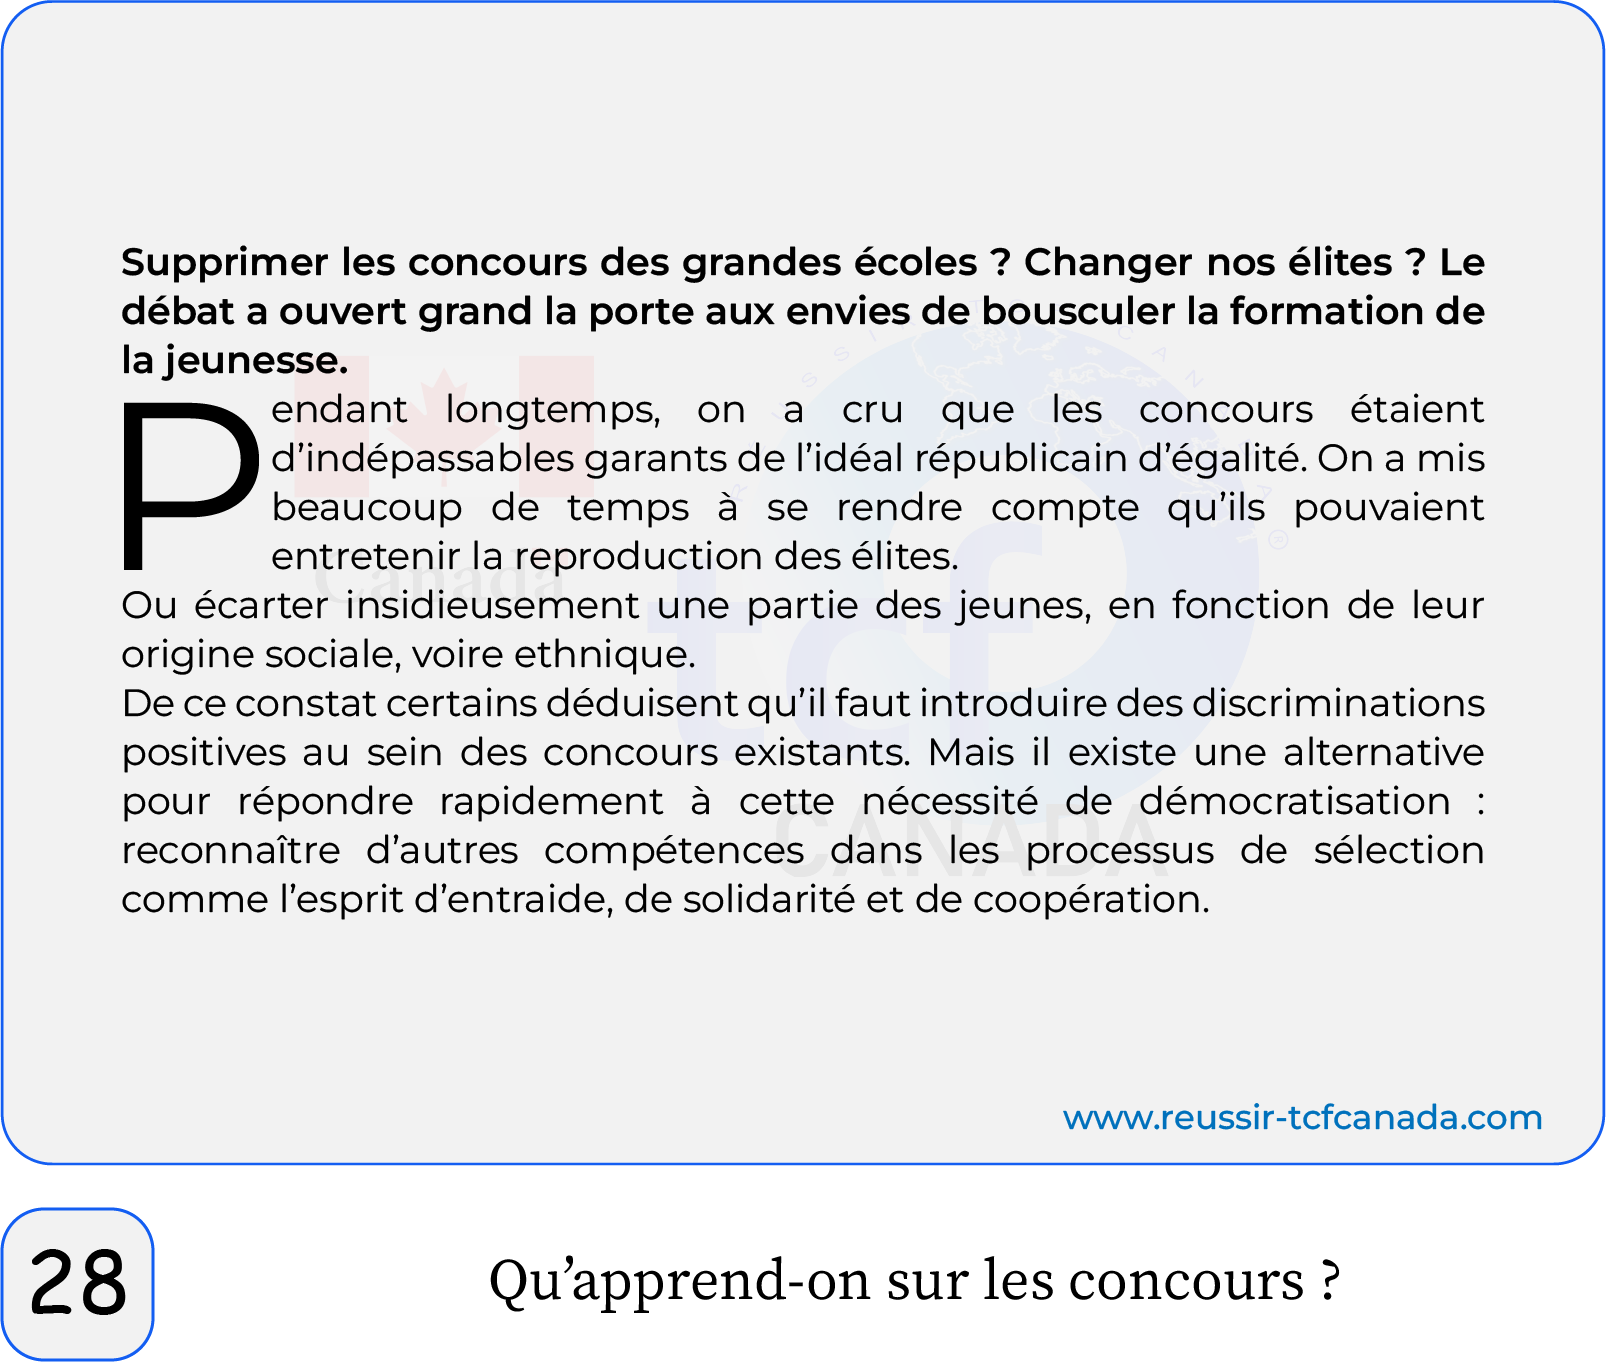 Supprimer les concours des grandes écoles ? Changer nos élites ? Le
débat a ouvert grand la porte aux envies de bousculer la formation de
la jeunesse.
Pendant longtemps, on a cru que les concours étaient
d’indépassables garants de l’idéal républicain d’égalité. On a mis
beaucoup de temps à se rendre compte qu’ils pouvaient
entretenir la reproduction des élites.
Ou écarter insidieusement une partie des jeunes, en fonction de leur
origine sociale, voire ethnique.
De ce constat certains déduisent qu’il faut introduire des discriminations
positives au sein des concours existants. Mais il existe une alternative
pour répondre rapidement à cette nécessité de démocratisation :
reconnaître d’autres compétences dans les processus de sélection
comme l’esprit d’entraide, de solidarité et de coopération.
Canada
tcf
CANADA
www.reussir-tcfcanada.com
28
Qu’apprend-on sur les concours ?